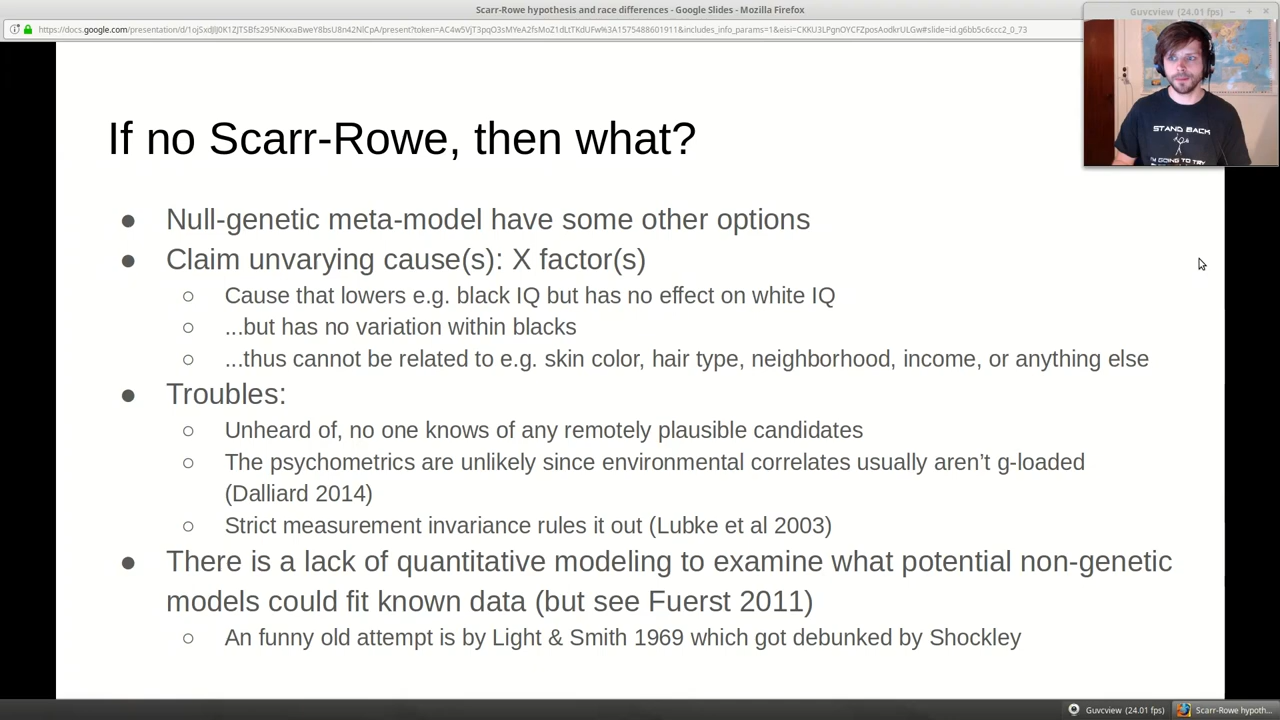 Scarr-Rowe hypothesis and race differences - Google Slides - Mozilla Firefox
Guvcview (24.01 fps)
STAND BACK
I'M GOING TO TRY
If no Scarr-Rowe, then what?
● Null-genetic meta-model have some other options
● Claim unvarying cause(s): X factor(s)
○ Cause that lowers e.g. black IQ but has no effect on white IQ
○ ...but has no variation within blacks
○ ...thus cannot be related to e.g. skin color, hair type, neighborhood, income, or anything else
● Troubles:
○ Unheard of, no one knows of any remotely plausible candidates
○ The psychometrics are unlikely since environmental correlates usually aren't g-loaded
(Dalliard 2014)
○ Strict measurement invariance rules it out (Lubke et al 2003)
● There is a lack of quantitative modeling to examine what potential non-genetic
models could fit known data (but see Fuerst 2011)
○ An funny old attempt is by Light & Smith 1969 which got debunked by Shockley
Guvcview (24.01 fps)
Scarr-Rowe hypoth...